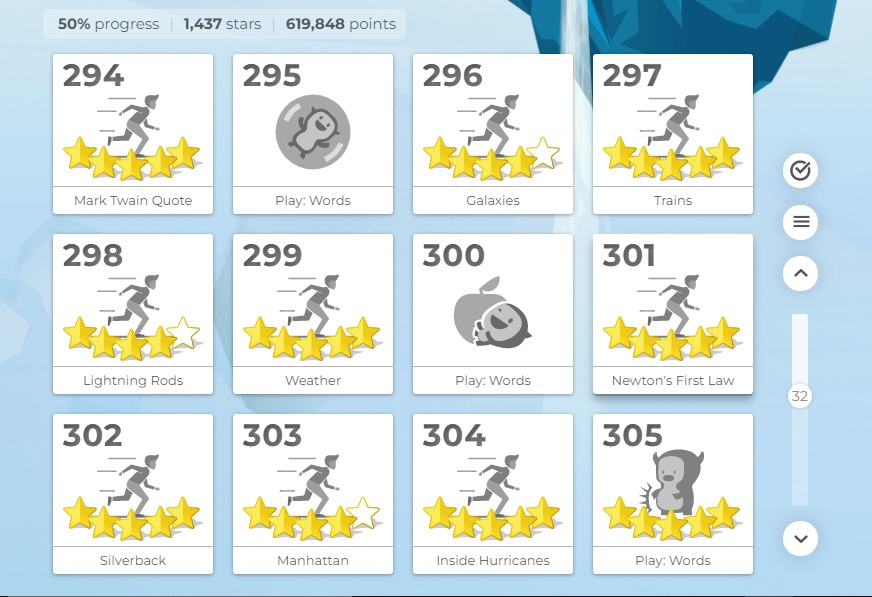 50% progress | 1,437 stars | 619,848 points
294
295
296
297
Mark Twain Quote
Play: Words
Galaxies
Trains
298
299
300
301
Lightning Rods
Weather
Play: Words
Newton's First Law
32
302
303
304
305
Silverback
Manhattan
Inside Hurricanes
Play: Words